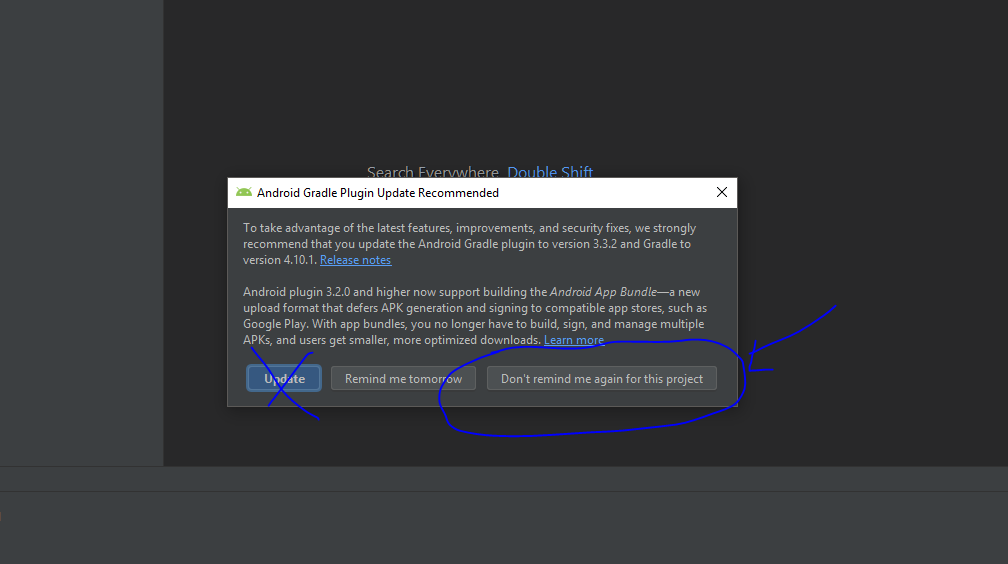 Search Everywhere Double Shift
Android Gradle Plugin Update Recommended
To take advantage of the latest features, improvements, and security fixes, we strongly
recommend that you update the Android Gradle plugin to version 3.3.2 and Gradle to
version 4.10.1. Release notes
Android plugin 3.2.0 and higher now support building the Android App Bundle—a new
upload format that defers APK generation and signing to compatible app stores, such as
Google Play. With app bundles, you no longer have to build, sign, and manage multiple
APKs, and users get smaller, more optimized downloads. Learn more
Update Remind me tomorrow Don't remind me again for this project